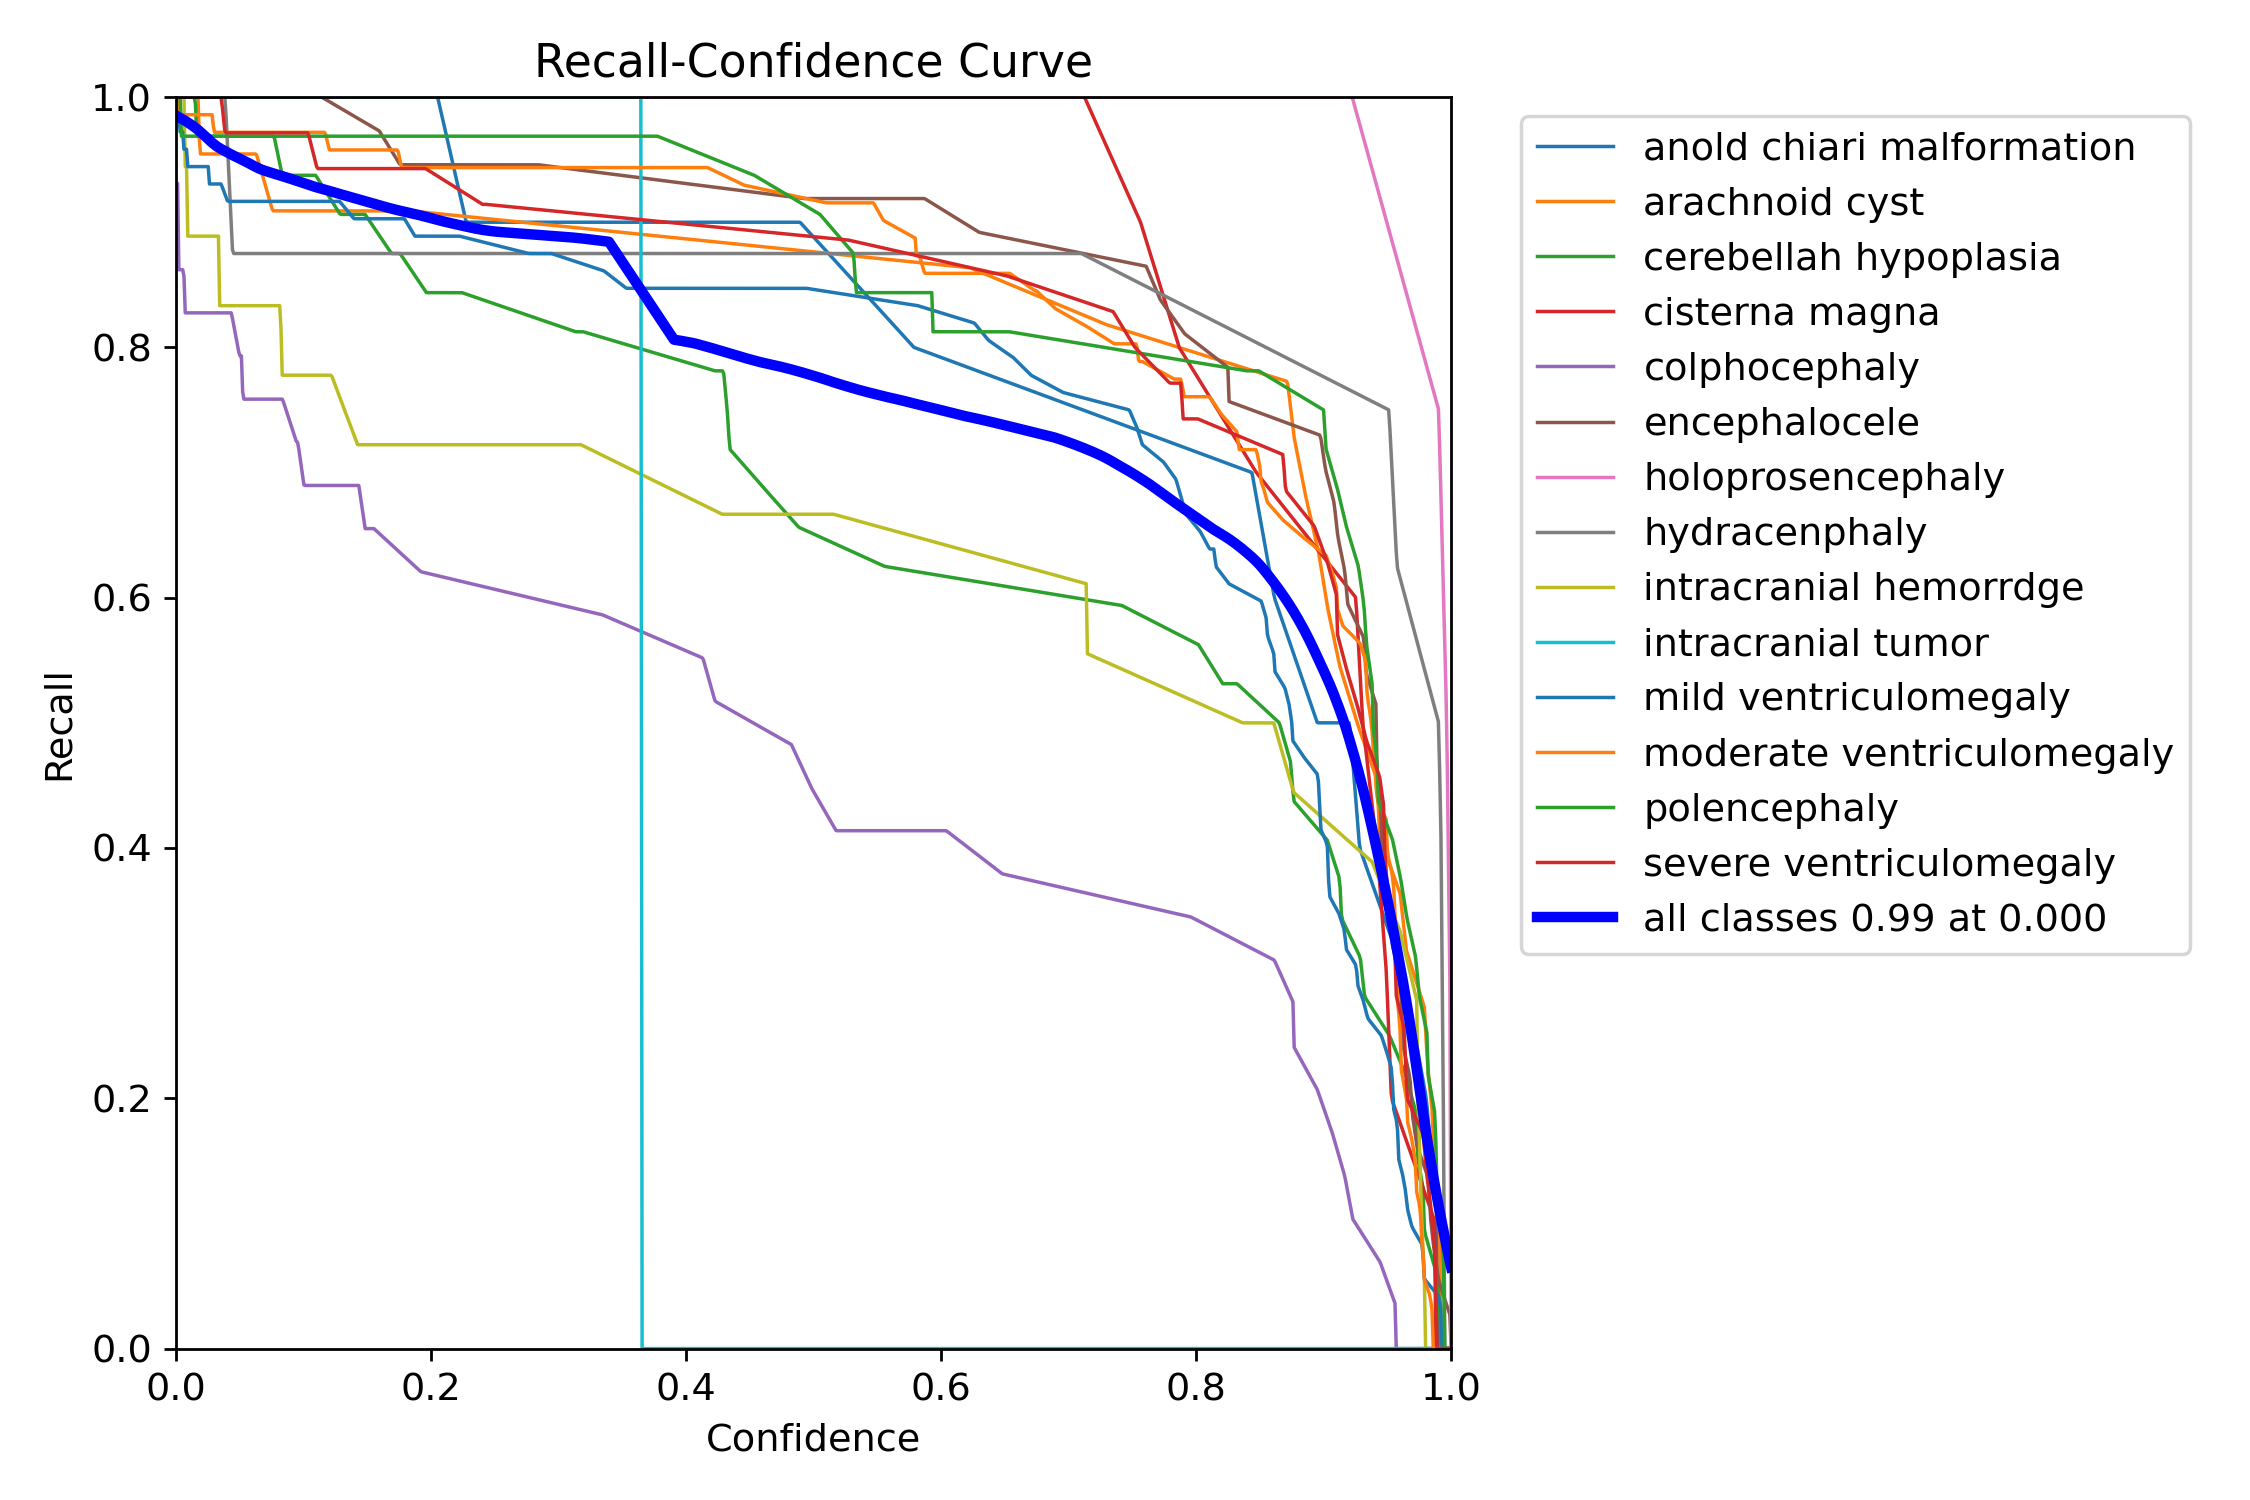 Recall-Confidence Curve
1.0
0.8
0.6
0.4
0.2
0.0
Recall
0.0 0.2 0.4 0.6 0.8 1.0
Confidence
anold chiari malformation
arachnoid cyst
cerebellah hypoplasia
cisterna magna
colphocephaly
encephalocele
holoprosencephaly
hydracenphaly
intracranial hemorrdge
intracranial tumor
mild ventriculomegaly
moderate ventriculomegaly
polencephaly
severe ventriculomegaly
all classes 0.99 at 0.000